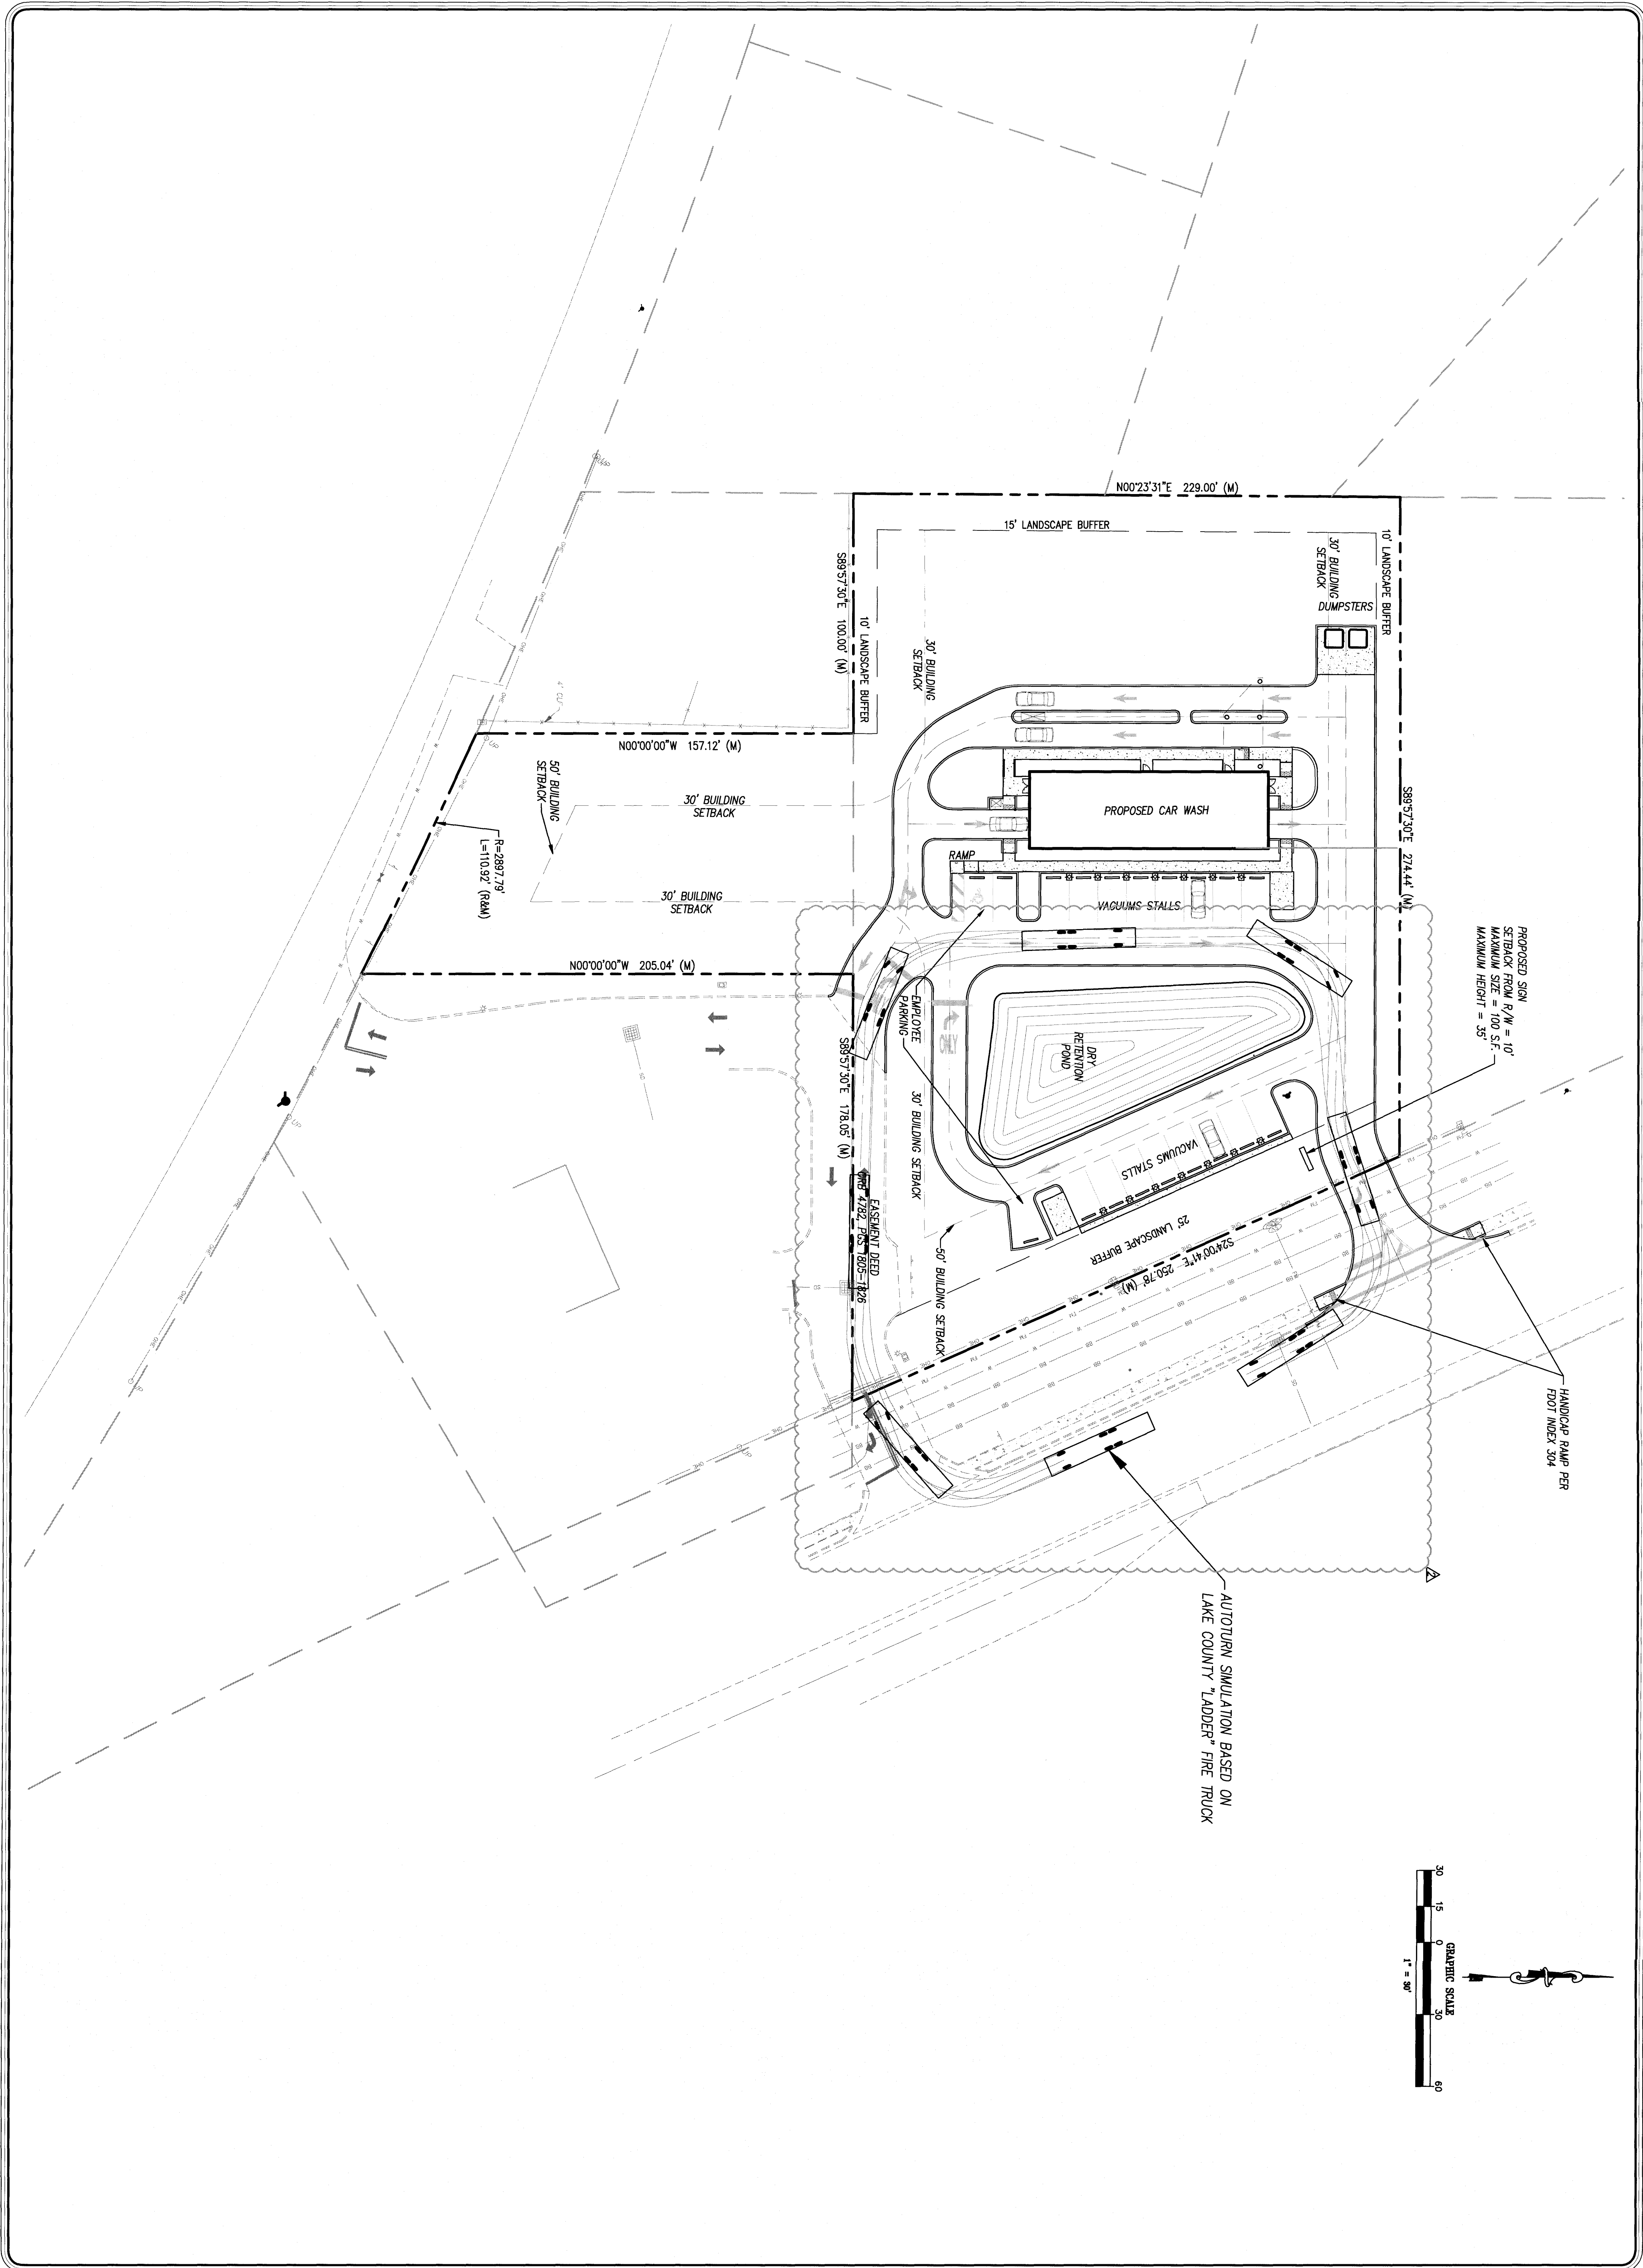 N00°23'31"E 229.00' (M)
15' LANDSCAPE BUFFER
10' LANDSCAPE BUFFER
30' BUILDING
SETBACK
DUMPSTERS
S89°57'30"E 100.00' (M)
10' LANDSCAPE BUFFER
30' BUILDING
SETBACK
N00°00'00"W 157.12' (M)
50' BUILDING
SETBACK
30' BUILDING
SETBACK
R=2897.79'
L=110.92' (R&M)
30' BUILDING
SETBACK
N00°00'00"W 205.04' (M)
PROPOSED CAR WASH
RAMP
VACUUMS STALLS
S89°57'30"E 274.44' (M)
PROPOSED SIGN
SETBACK FROM R/W = 10'
MAXIMUM SIZE = 100 S.F.
MAXIMUM HEIGHT = 35'
EMPLOYEE
PARKING
ONLY
DRY
RETENTION
POND
VACUUMS STALLS
S89°57'30"E 178.05' (M)
30' BUILDING SETBACK
EASEMENT DEED
ORB 4782, PGS 1805-1826
50' BUILDING SETBACK
25' LANDSCAPE BUFFER
S24°00'41"E 250.78' (M)
HANDICAP RAMP PER
FDOT INDEX 304
2
AUTOTURN SIMULATION BASED ON
LAKE COUNTY "LADDER" FIRE TRUCK
30 15 0 30 60
GRAPHIC SCALE
1" = 30'